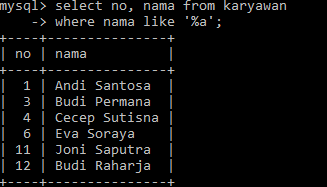 mysql> select no, nama from karyawan
    -> where nama like '%a';
+----+---------------+
| no | nama          |
+----+---------------+
|  1 | Andi Santosa  |
|  3 | Budi Permana  |
|  4 | Cecep Sutisna |
|  6 | Eva Soraya    |
| 11 | Joni Saputra  |
| 12 | Budi Raharja  |
+----+---------------+